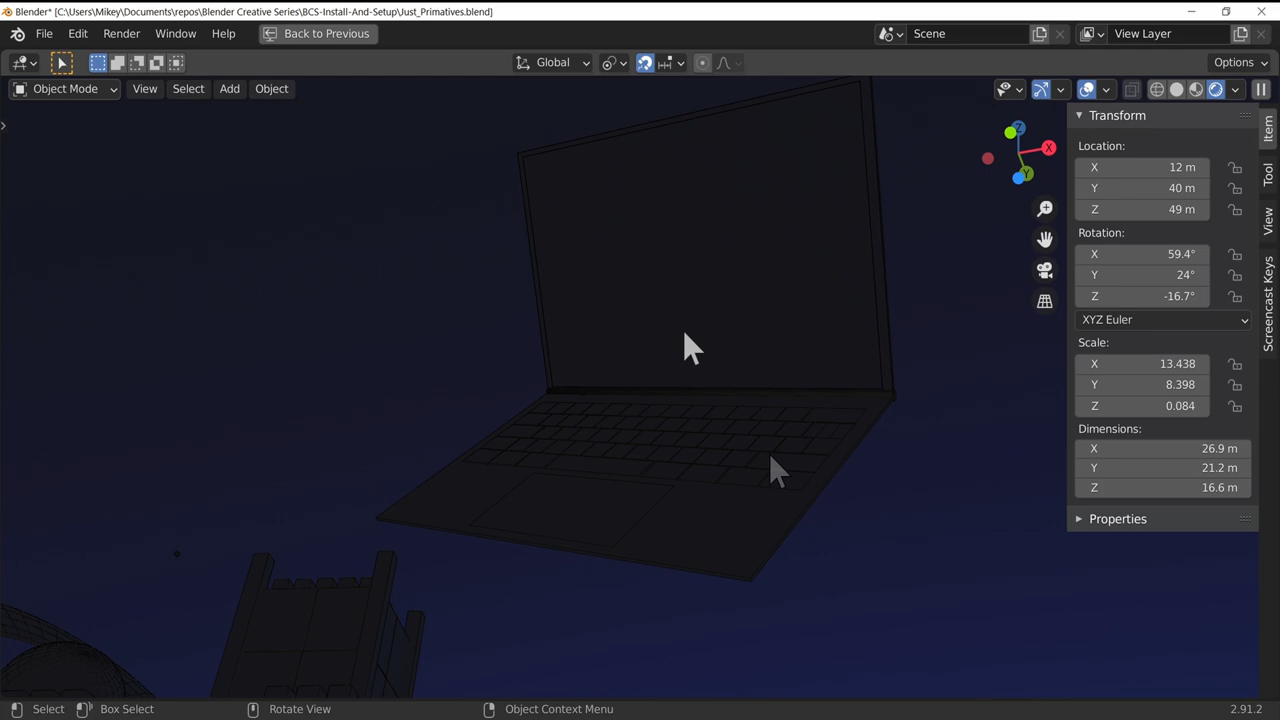 Blender* [C:\Users\Mikey\Documents\repos\Blender Creative Series\BCS-Install-And-Setup\Just_Primatives.blend]
File Edit Render Window Help Back to Previous Scene View Layer
Global Options
Object Mode View Select Add Object
Transform
Location:
X 12 m
Y 40 m
Z 49 m
Rotation:
X 59.4°
Y 24°
Z -16.7°
XYZ Euler
Scale:
X 13.438
Y 8.398
Z 0.084
Dimensions:
X 26.9 m
Y 21.2 m
Z 16.6 m
Properties
Item
Tool
View
Screencast Keys
Z
X
Y
Select Box Select Rotate View Object Context Menu 2.91.2